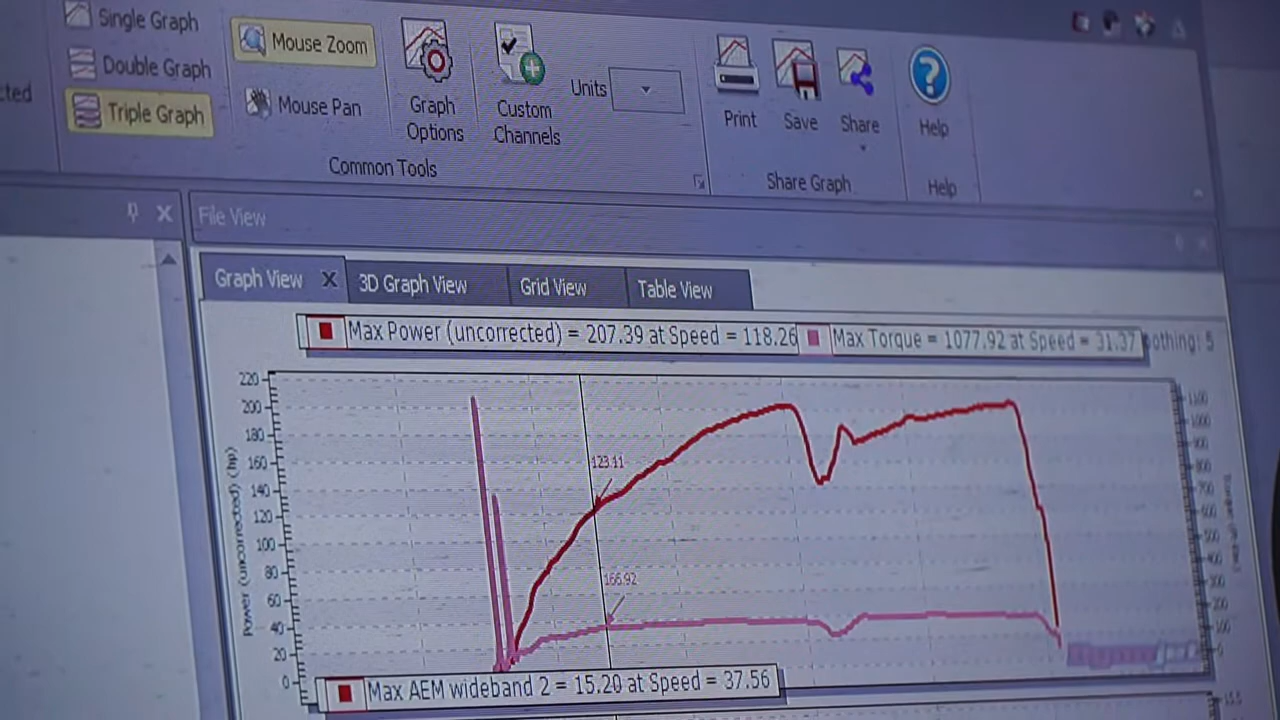 Single Graph
Double Graph
Triple Graph
Mouse Zoom
Mouse Pan
Graph Options
Custom Channels
Units
Common Tools
Print
Save
Share
Help
Share Graph
Help
File View
Graph View X
3D Graph View
Grid View
Table View
Max Power (uncorrected) = 207.39 at Speed = 118.26
Max Torque = 1077.92 at Speed = 31.37
Power (uncorrected) (hp)
220
200
180
160
140
120
100
80
60
40
20
0
123.11
166.92
Max AEM wideband 2 = 15.20 at Speed = 37.56